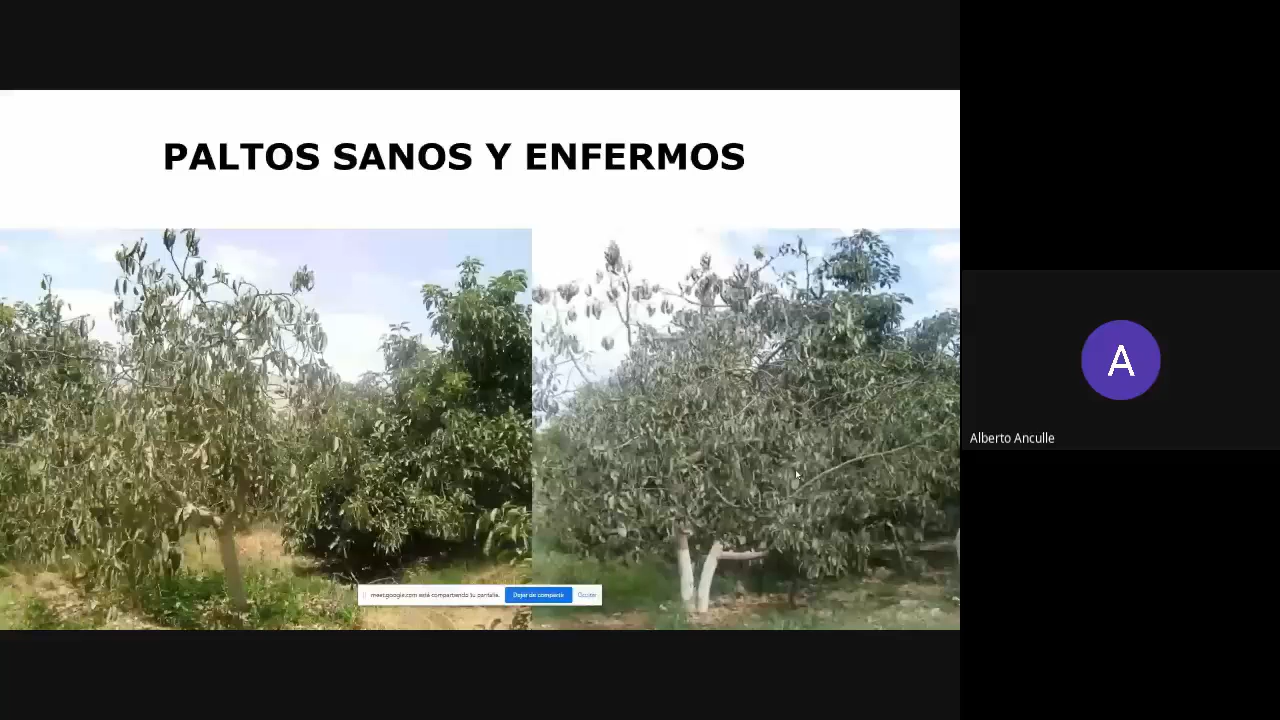 PALTOS SANOS Y ENFERMOS
A
Alberto Anculle
meet.google.com está compartiendo tu pantalla.
Dejar de compartir
Ocultar